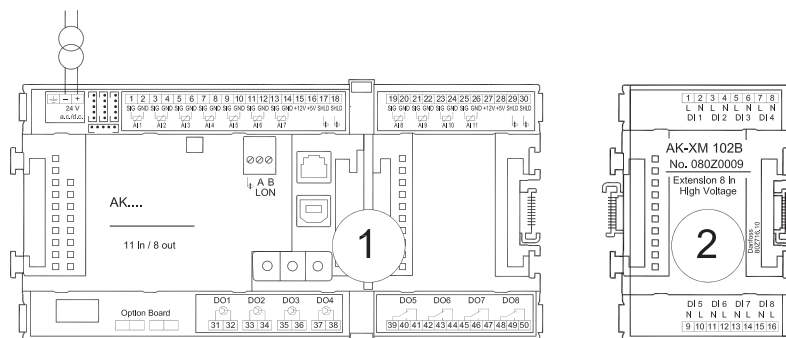 ⏚ – +
24 V
a.c./d.c.
1 2 3 4 5 6 7 8 9 10 11 12 13 14 15 16 17 18
SIG GND SIG GND SIG GND SIG GND SIG GND SIG GND SIG GND +12V +5V SHLD SHLD
AI1 AI2 AI3 AI4 AI5 AI6 AI7
19 20 21 22 23 24 25 26 27 28 29 30
SIG GND SIG GND SIG GND SIG GND +12V +5V SHLD SHLD
AI8 AI9 AI10 AI11
A B
LON
AK....
11 In / 8 out
1
Option Board
DO1 DO2 DO3 DO4
31 32 33 34 35 36 37 38
DO5 DO6 DO7 DO8
39 40 41 42 43 44 45 46 47 48 49 50
1 2 3 4 5 6 7 8
L N L N L N L N
DI 1 DI 2 DI 3 DI 4
AK-XM 102B
No. 080Z0009
Extension 8 In
High Voltage
2
Danfoss
80Z716.10
DI 5 DI 6 DI 7 DI 8
N L N L N L N L
9 10 11 12 13 14 15 16